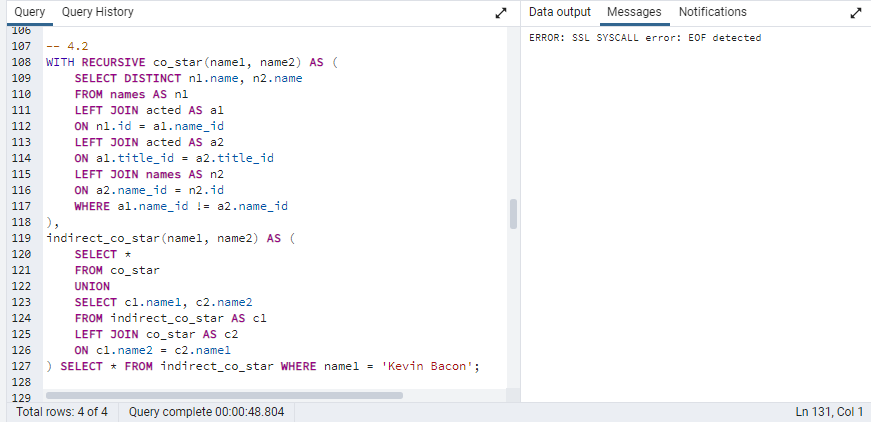 Query Query History
Data output Messages Notifications
ERROR: SSL SYSCALL error: EOF detected
106
107 -- 4.2
108 WITH RECURSIVE co_star(name1, name2) AS (
109 SELECT DISTINCT n1.name, n2.name
110 FROM names AS n1
111 LEFT JOIN acted AS a1
112 ON n1.id = a1.name_id
113 LEFT JOIN acted AS a2
114 ON a1.title_id = a2.title_id
115 LEFT JOIN names AS n2
116 ON a2.name_id = n2.id
117 WHERE a1.name_id != a2.name_id
118 ),
119 indirect_co_star(name1, name2) AS (
120 SELECT *
121 FROM co_star
122 UNION
123 SELECT c1.name1, c2.name2
124 FROM indirect_co_star AS c1
125 LEFT JOIN co_star AS c2
126 ON c1.name2 = c2.name1
127 ) SELECT * FROM indirect_co_star WHERE name1 = 'Kevin Bacon';
128
129
Total rows: 4 of 4 Query complete 00:00:48.804 Ln 131, Col 1